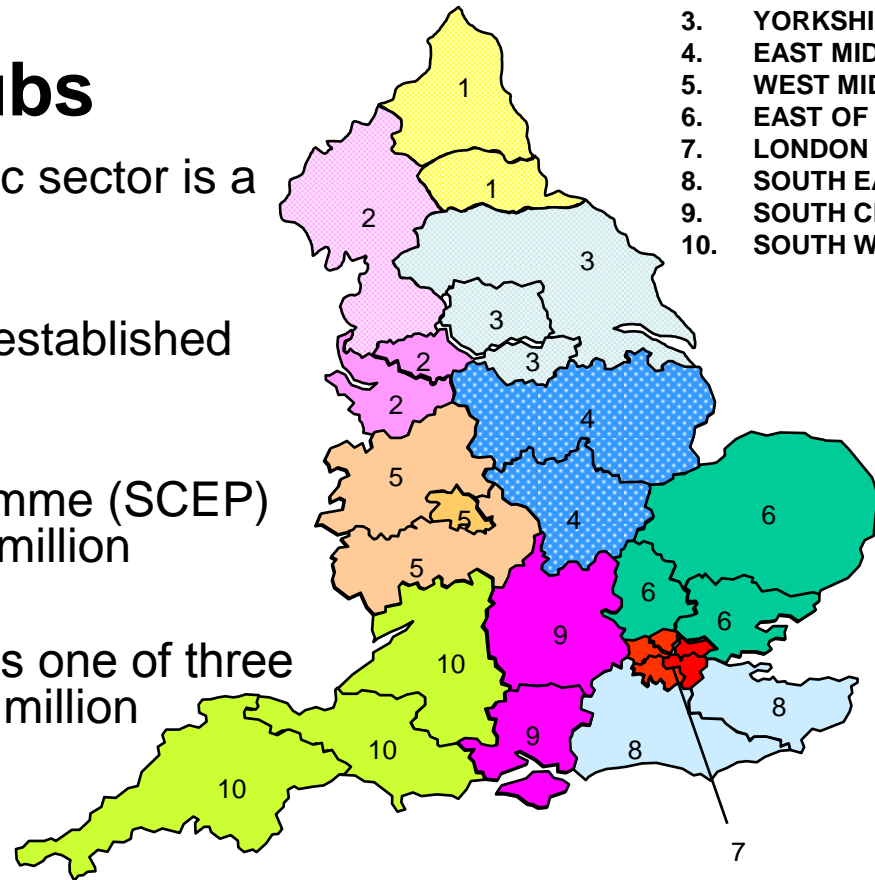 ubs
c sector is a
established
mme (SCEP)
million
s one of three
million
3. YORKSHI
4. EAST MID
5. WEST MID
6. EAST OF
7. LONDON
8. SOUTH EA
9. SOUTH C
10. SOUTH W
1
1
2
3
3
2
3
2
4
5
5
4
6
5
6
6
9
10
8
9
10
8
10
7